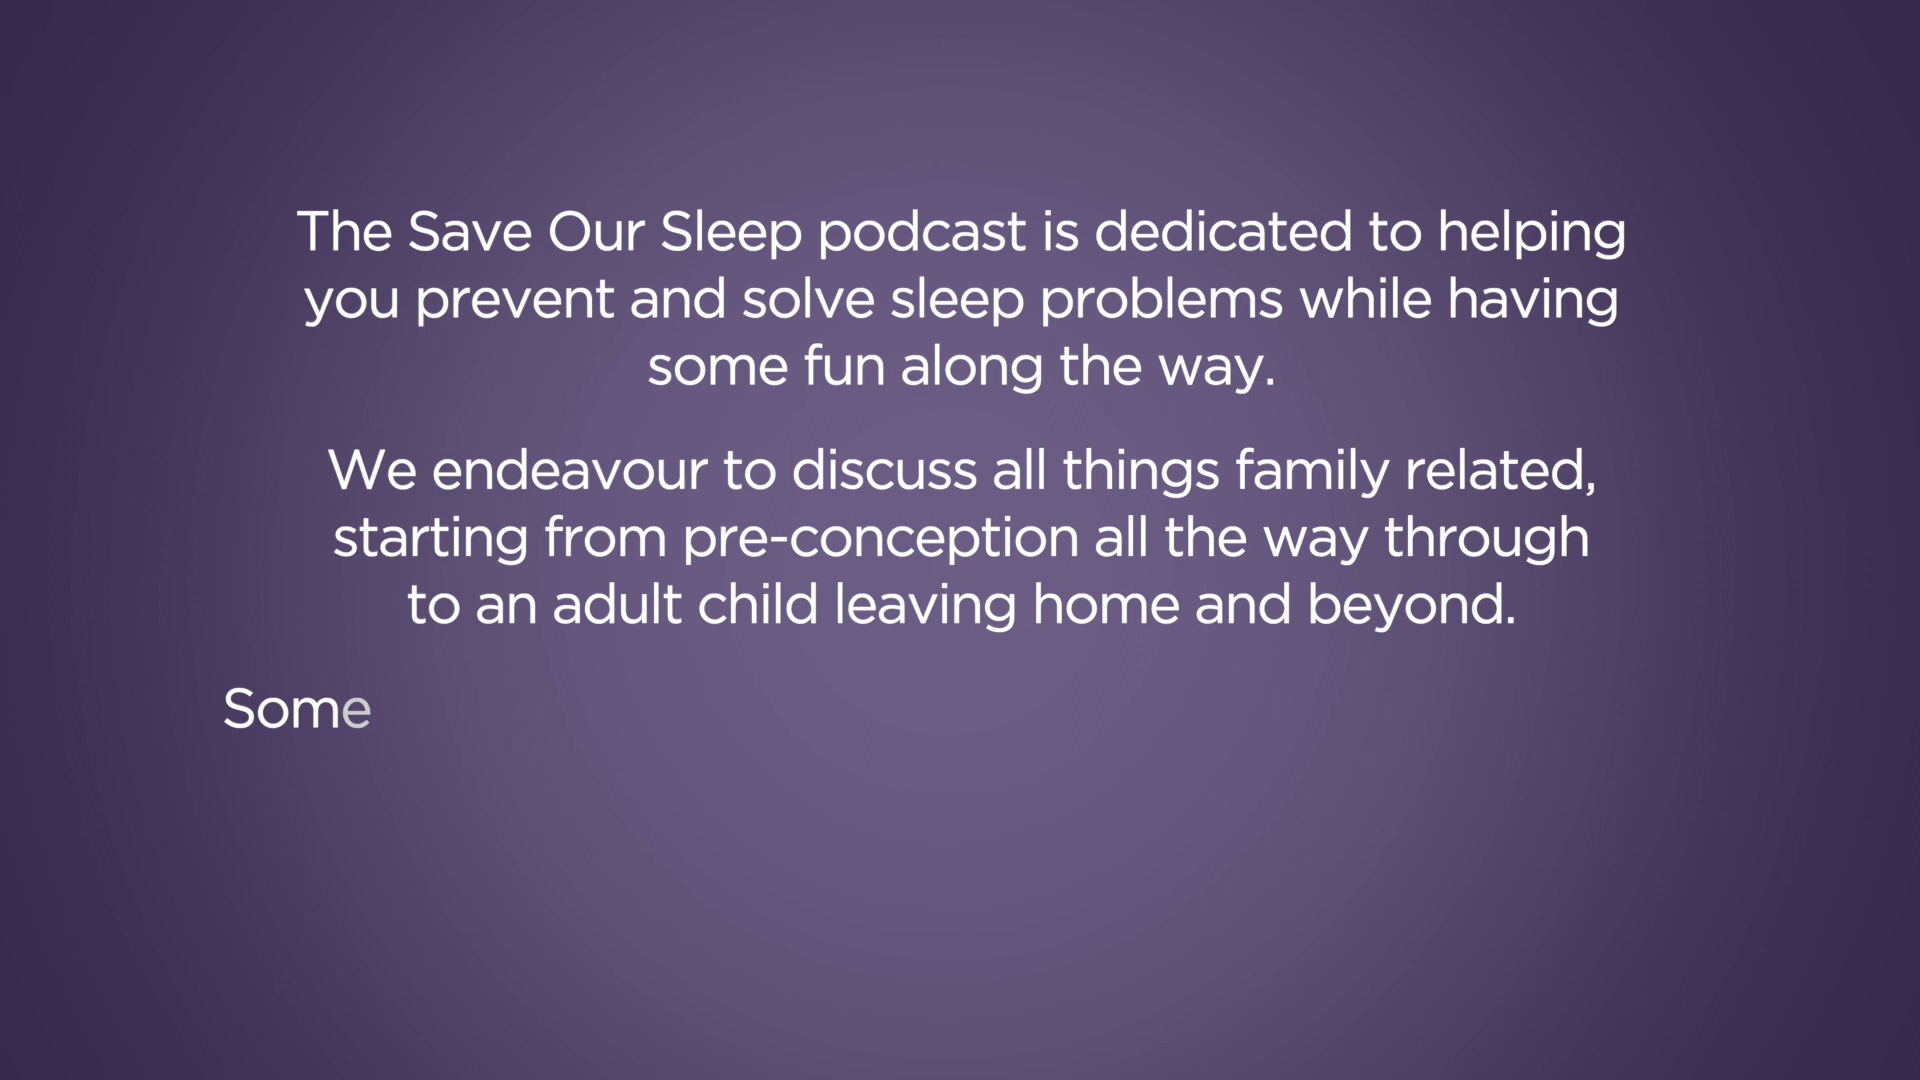 The Save Our Sleep podcast is dedicated to helping
you prevent and solve sleep problems while having
some fun along the way.
We endeavour to discuss all things family related,
starting from pre-conception all the way through
to an adult child leaving home and beyond.
Some